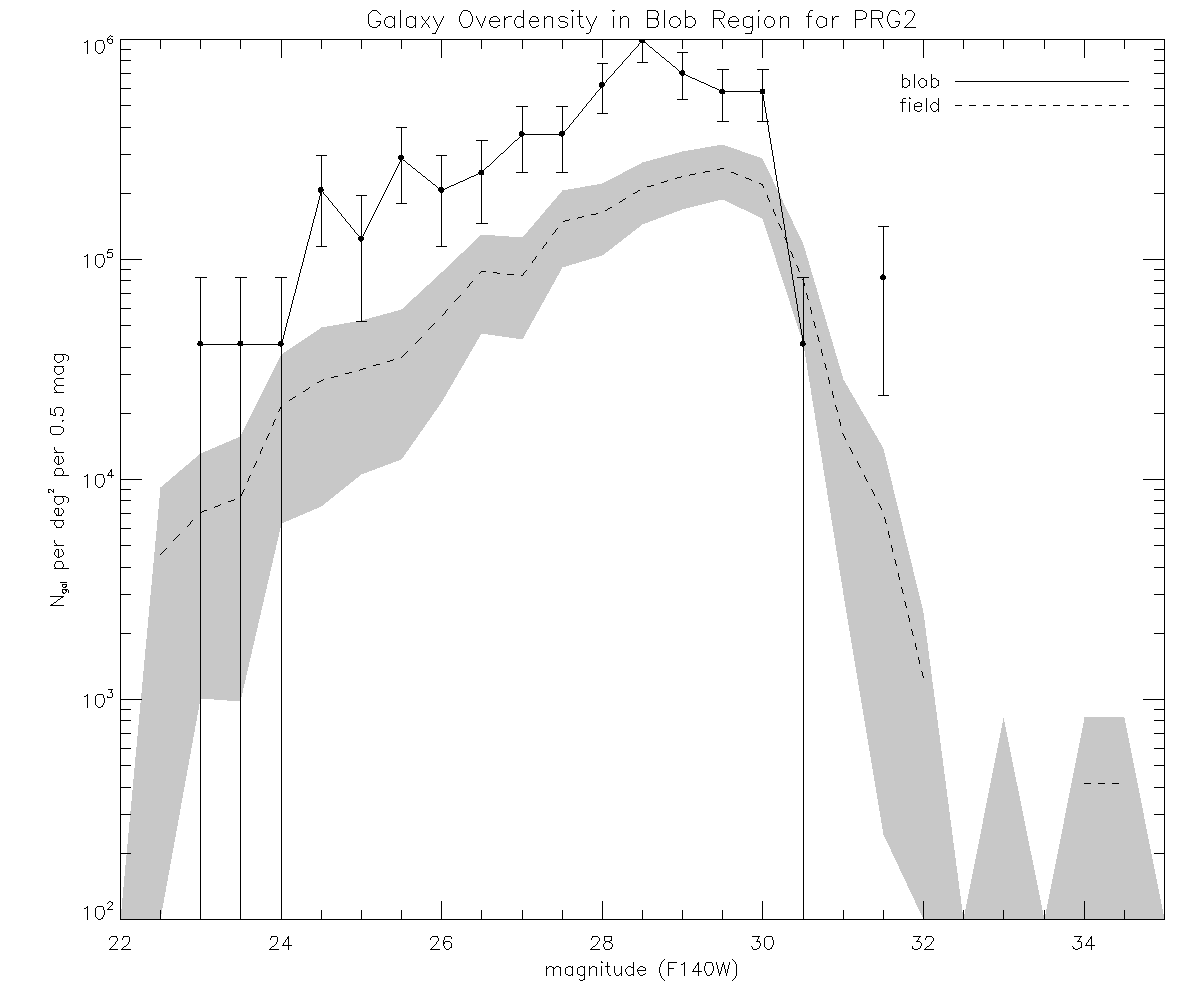 Galaxy Overdensity in Blob Region for PRG2
blob
field
N_gal per deg² per 0.5 mag
10⁶
10⁵
10⁴
10³
10²
22 24 26 28 30 32 34
magnitude (F140W)